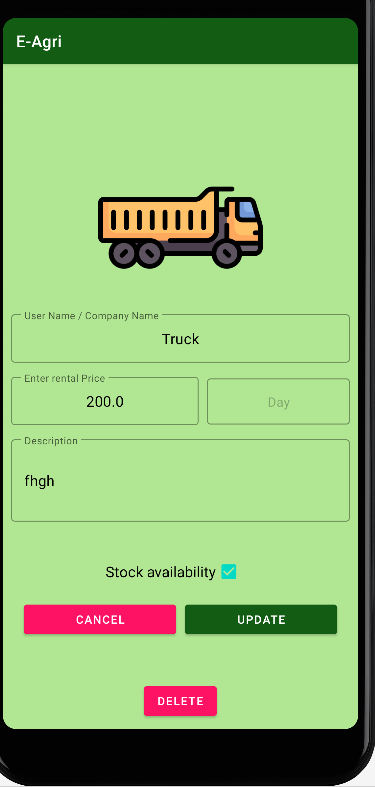 E-Agri
User Name / Company Name
Truck
Enter rental Price
200.0
Day
Description
fhgh
Stock availability
CANCEL
UPDATE
DELETE